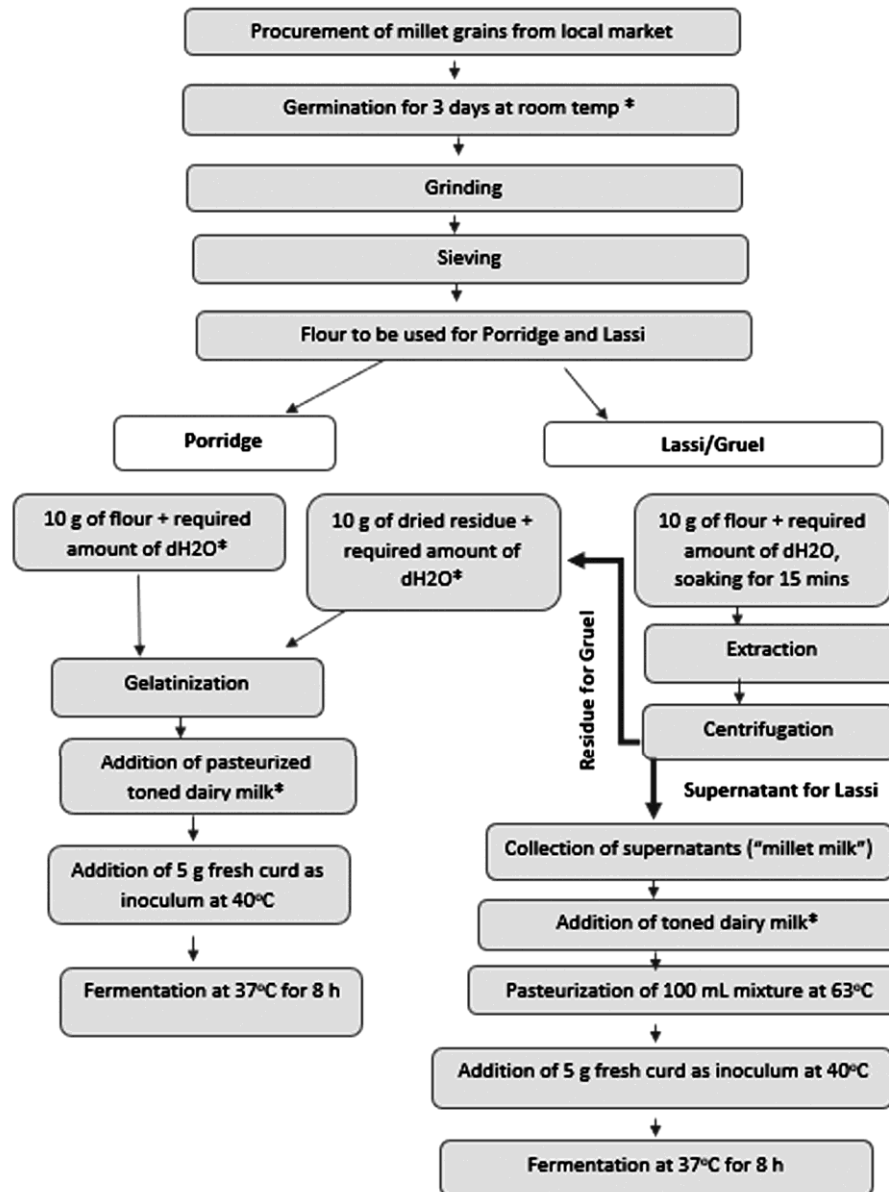 Procurement of millet grains from local market
Germination for 3 days at room temp *
Grinding
Sieving
Flour to be used for Porridge and Lassi
Porridge
Lassi/Gruel
10 g of flour + required
amount of dH2O*
10 g of dried residue +
required amount of
dH2O*
10 g of flour + required
amount of dH2O,
soaking for 15 mins
Extraction
Gelatinization
Residue for Gruel
Centrifugation
Addition of pasteurized
toned dairy milk*
Supernatant for Lassi
Collection of supernatants (“millet milk”)
Addition of 5 g fresh curd as
inoculum at 40°C
Addition of toned dairy milk*
Fermentation at 37°C for 8 h
Pasteurization of 100 mL mixture at 63°C
Addition of 5 g fresh curd as inoculum at 40°C
Fermentation at 37°C for 8 h